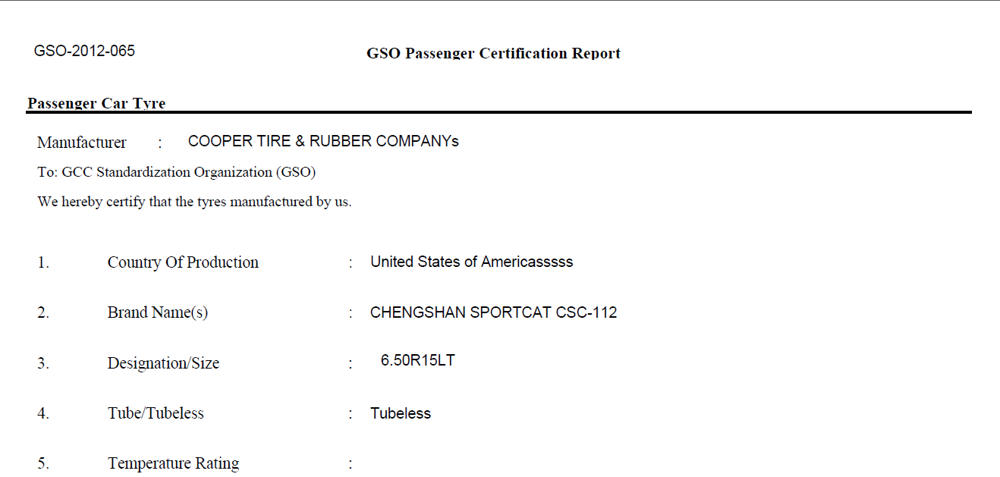 GSO-2012-065
GSO Passenger Certification Report
Passenger Car Tyre
Manufacturer : COOPER TIRE & RUBBER COMPANYs
To: GCC Standardization Organization (GSO)
We hereby certify that the tyres manufactured by us.
1. Country Of Production : United States of Americasssss
2. Brand Name(s) : CHENGSHAN SPORTCAT CSC-112
3. Designation/Size : 6.50R15LT
4. Tube/Tubeless : Tubeless
5. Temperature Rating :